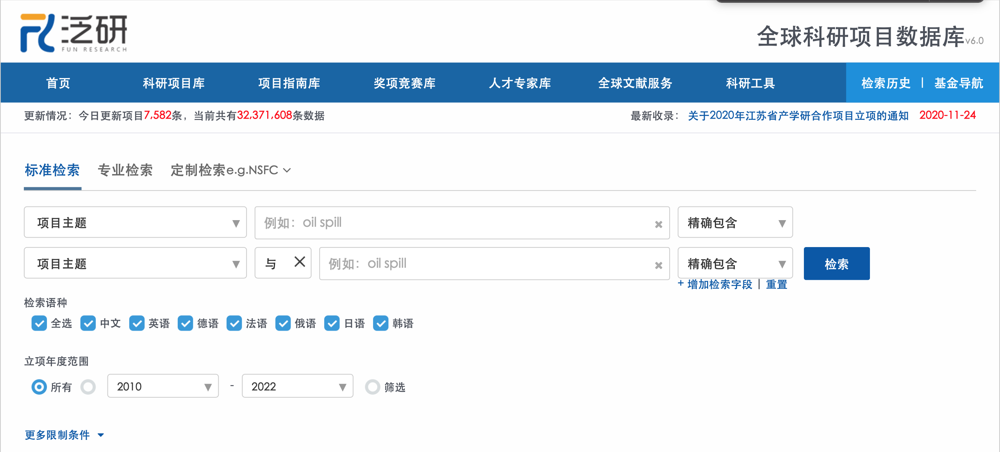 泛研
FUN RESEARCH
全球科研项目数据库v6.0
首页 科研项目库 项目指南库 奖项竞赛库 人才专家库 全球文献服务 科研工具 检索历史 | 基金导航
更新情况：今日更新项目7,582条，当前共有32,371,608条数据 最新收录： 关于2020年江苏省产学研合作项目立项的通知 2020-11-24
标准检索 专业检索 定制检索e.g.NSFC
项目主题 例如：oil spill 精确包含
项目主题 与 例如：oil spill 精确包含 检索
+ 增加检索字段 | 重置
检索语种
全选 中文 英语 德语 法语 俄语 日语 韩语
立项年度范围
所有 2010 - 2022 筛选
更多限制条件